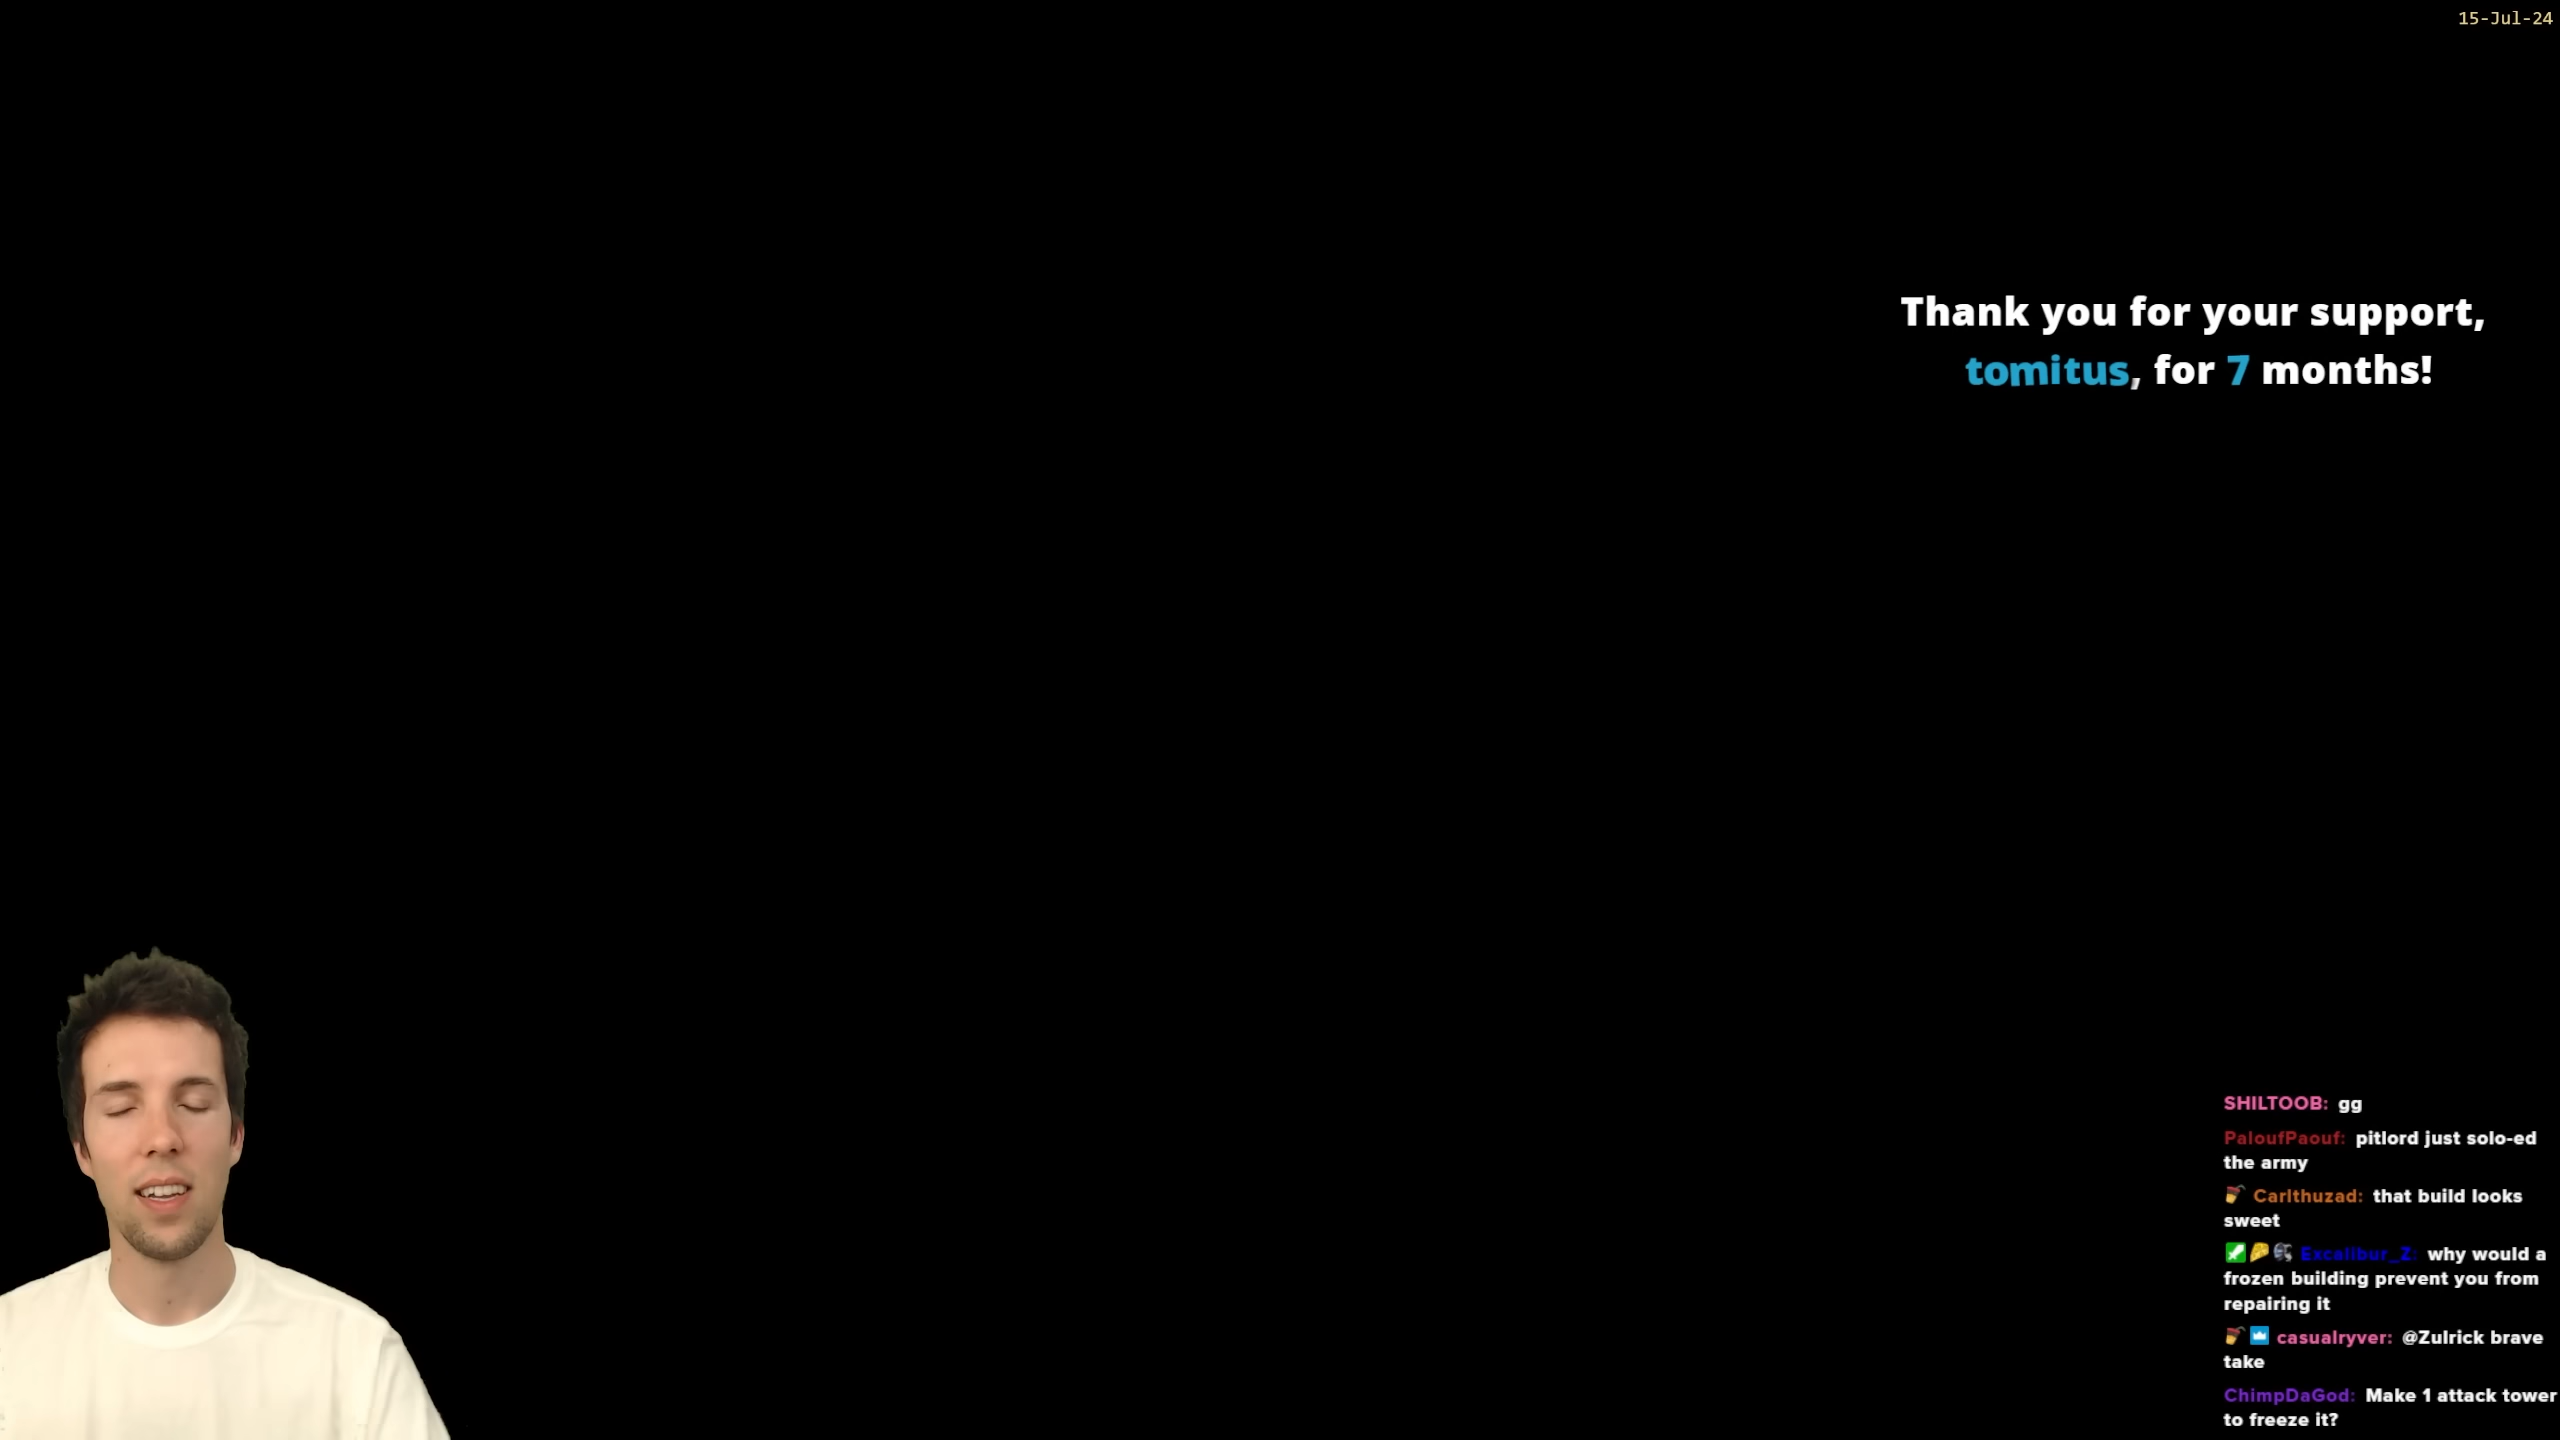 15-Jul-24
Thank you for your support,
tomitus, for 7 months!
SHILTOOB: gg
PaloufPaouf: pitlord just solo-ed
the army
Carlthuzad: that build looks
sweet
Excalibur_Z: why would a
frozen building prevent you from
repairing it
casualryver: @Zulrick brave
take
ChimpDaGod: Make 1 attack tower
to freeze it?